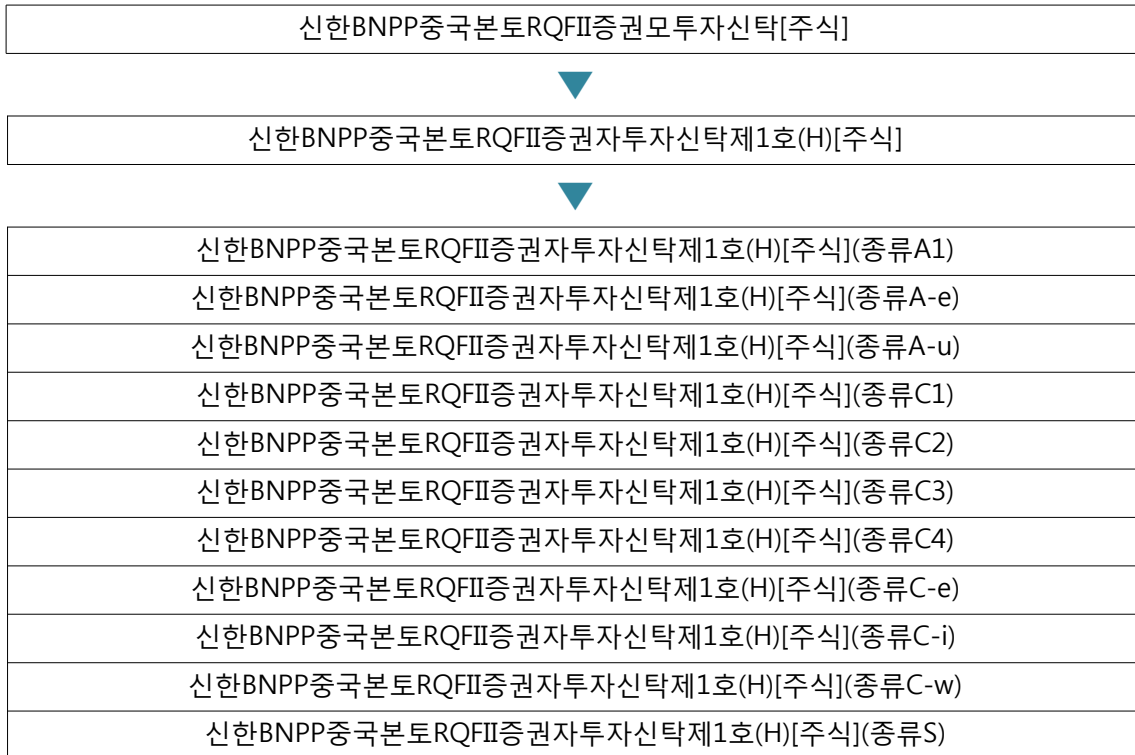 신한BNPP중국본토RQFII증권모투자신탁[주식]
신한BNPP중국본토RQFII증권자투자신탁제1호(H)[주식]
신한BNPP중국본토RQFII증권자투자신탁제1호(H)[주식](종류A1)
신한BNPP중국본토RQFII증권자투자신탁제1호(H)[주식](종류A-e)
신한BNPP중국본토RQFII증권자투자신탁제1호(H)[주식](종류A-u)
신한BNPP중국본토RQFII증권자투자신탁제1호(H)[주식](종류C1)
신한BNPP중국본토RQFII증권자투자신탁제1호(H)[주식](종류C2)
신한BNPP중국본토RQFII증권자투자신탁제1호(H)[주식](종류C3)
신한BNPP중국본토RQFII증권자투자신탁제1호(H)[주식](종류C4)
신한BNPP중국본토RQFII증권자투자신탁제1호(H)[주식](종류C-e)
신한BNPP중국본토RQFII증권자투자신탁제1호(H)[주식](종류C-i)
신한BNPP중국본토RQFII증권자투자신탁제1호(H)[주식](종류C-w)
신한BNPP중국본토RQFII증권자투자신탁제1호(H)[주식](종류S)